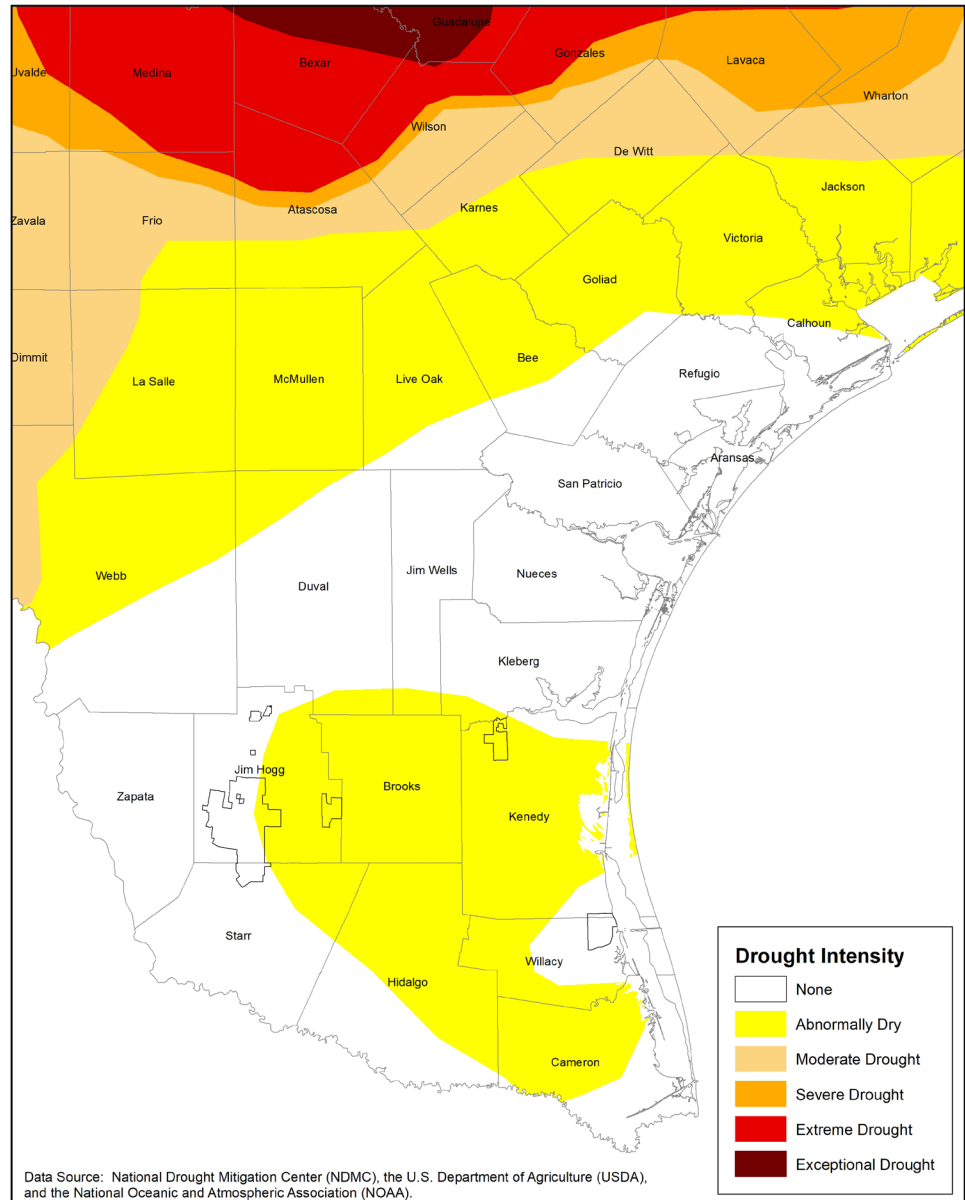 Guadalupe
Gonzales
Bexar
Lavaca
Uvalde
Medina
Wharton
Wilson
De Witt
Jackson
Karnes
Atascosa
Zavala
Frio
Victoria
Goliad
Calhoun
Dimmit
Bee
Refugio
La Salle
McMullen
Live Oak
Aransas
San Patricio
Webb
Duval
Jim Wells
Nueces
Kleberg
Jim Hogg
Zapata
Brooks
Kenedy
Starr
Willacy
Hidalgo
Cameron
Drought Intensity
None
Abnormally Dry
Moderate Drought
Severe Drought
Extreme Drought
Exceptional Drought
Data Source: National Drought Mitigation Center (NDMC), the U.S. Department of Agriculture (USDA),
and the National Oceanic and Atmospheric Association (NOAA).